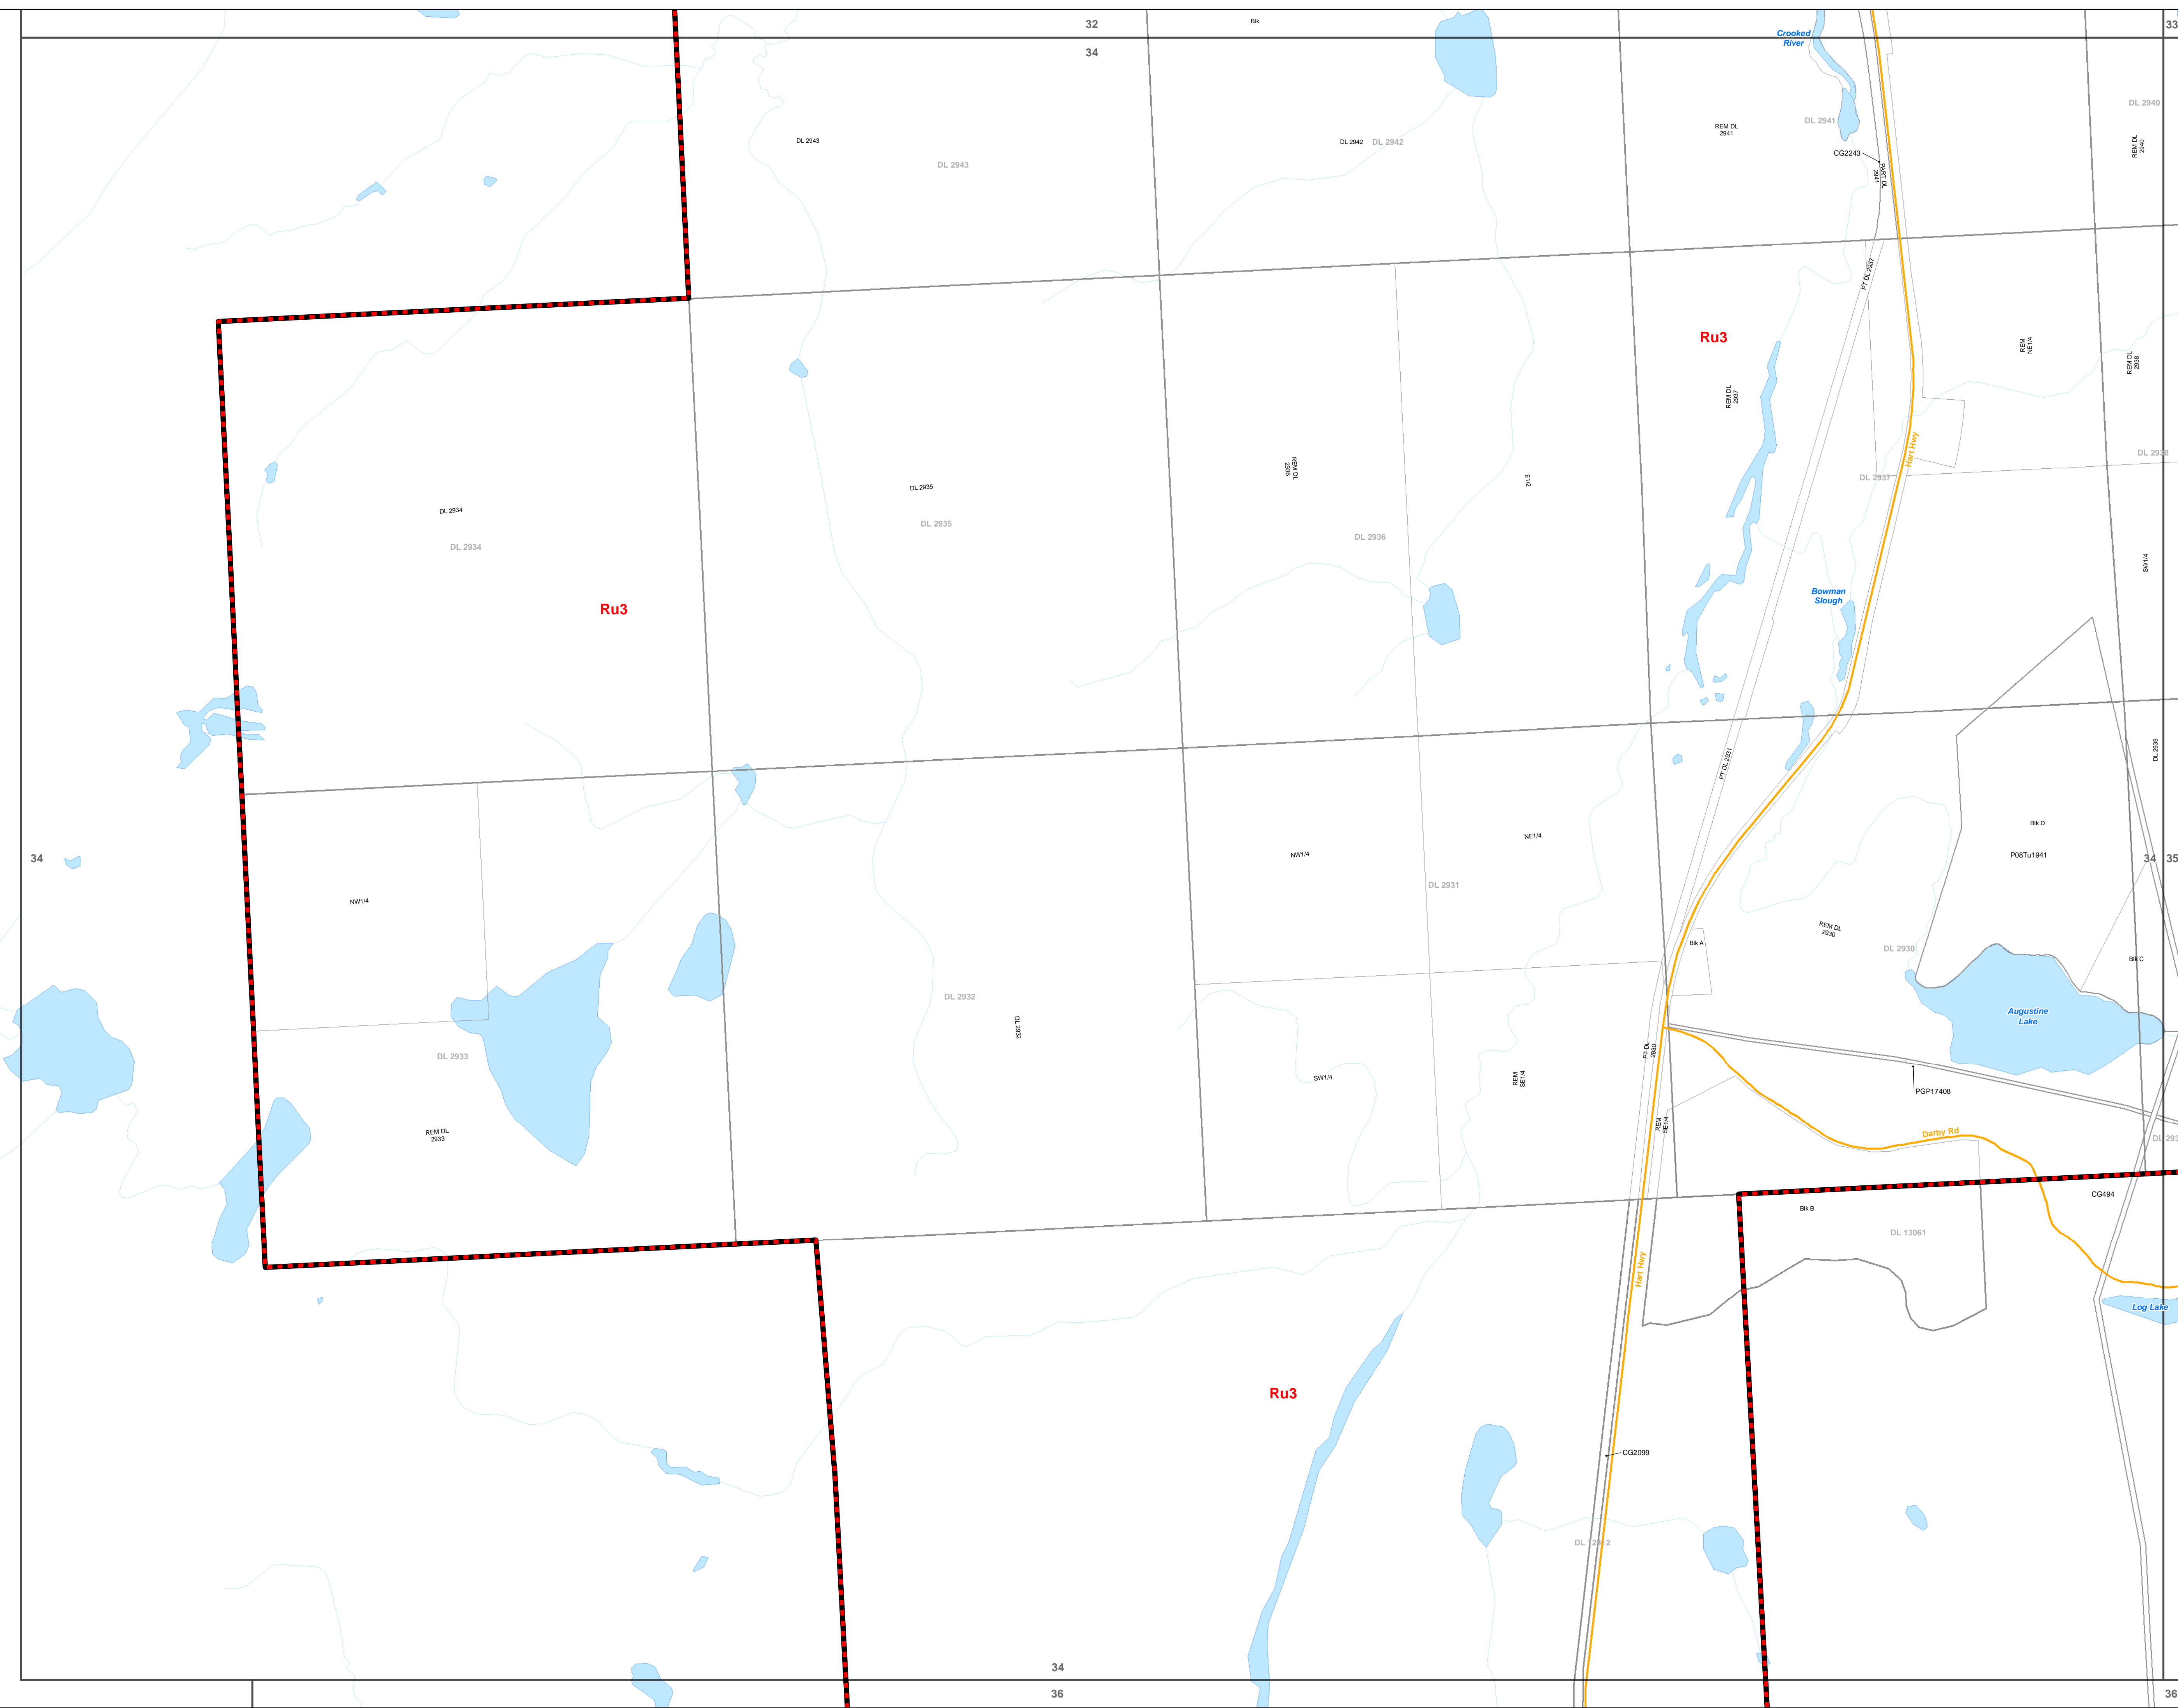 32
Blk
33
34
Crooked
River
DL 2940
DL 2941
REM DL
2941
REM DL
2940
DL 2943
DL 2943
DL 2942
DL 2942
CG2243
PART DL
2941
PT DL 2937
Ru3
REM
NE1/4
REM DL
2938
REM DL
2937
Hart Hwy
DL 2938
DL 2937
REM DL
2936
E1/2
DL 2935
DL 2935
DL 2934
DL 2934
DL 2936
SW1/4
Bowman
Slough
Ru3
DL 2939
PT DL 2931
Blk D
P08Tu1941
NE1/4
NW1/4
34
34
35
DL 2931
NW1/4
REM DL
2930
Blk A
DL 2930
Blk C
DL 2932
DL 2932
Augustine
Lake
DL 2933
PT DL
2930
SW1/4
REM
SE1/4
PGP17408
REM
SE1/4
REM DL
2933
Darby Rd
CG494
Blk B
DL 13061
Hart Hwy
Log Lake
Ru3
CG2099
34
36
36